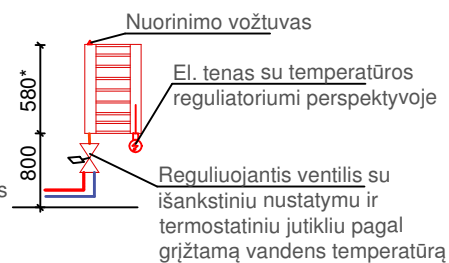 Nuorinimo vožtuvas
580*
El. tenas su temperatūros
reguliatoriumi perspektyvoje
800
Reguliuojantis ventilis su
išankstiniu nustatymu ir
termostatiniu jutikliu pagal
grįžtamą vandens temperatūrą